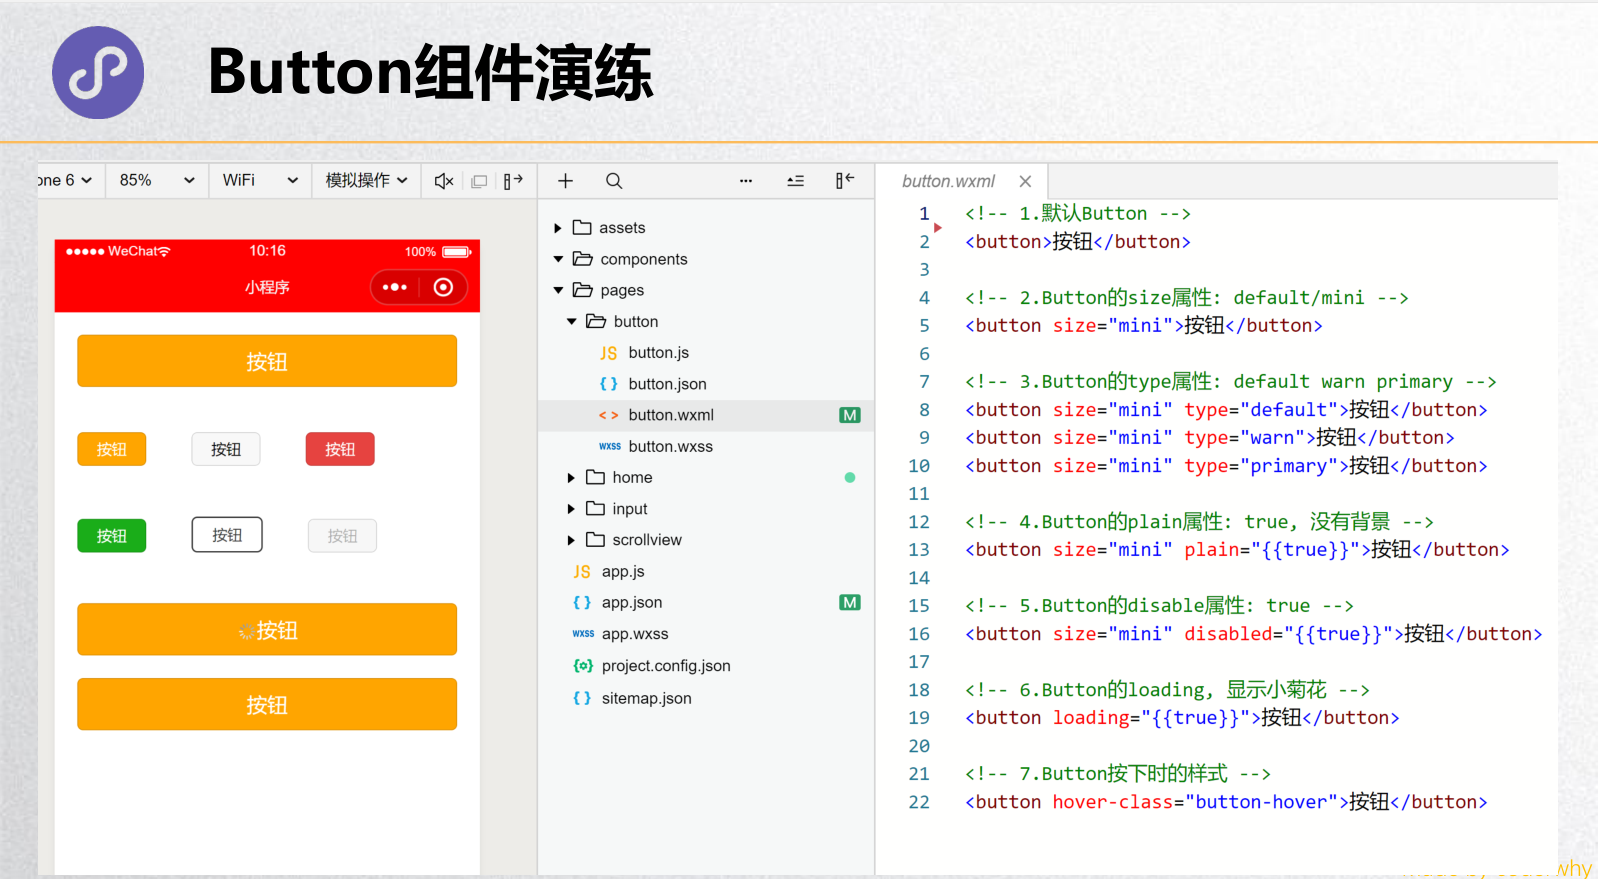 Button组件演练
one 6
85%
WiFi
模拟操作
button.wxml
WeChat
10:16
100%
小程序
按钮
按钮
按钮
按钮
按钮
按钮
按钮
按钮
按钮
assets
components
pages
button
JS button.js
{ } button.json
< > button.wxml M
wxss button.wxss
home
input
scrollview
JS app.js
{ } app.json M
wxss app.wxss
{o} project.config.json
{ } sitemap.json
1 <!-- 1.默认Button -->
2 <button>按钮</button>
3
4 <!-- 2.Button的size属性: default/mini -->
5 <button size="mini">按钮</button>
6
7 <!-- 3.Button的type属性: default warn primary -->
8 <button size="mini" type="default">按钮</button>
9 <button size="mini" type="warn">按钮</button>
10 <button size="mini" type="primary">按钮</button>
11
12 <!-- 4.Button的plain属性: true, 没有背景 -->
13 <button size="mini" plain="{{true}}">按钮</button>
14
15 <!-- 5.Button的disable属性: true -->
16 <button size="mini" disabled="{{true}}">按钮</button>
17
18 <!-- 6.Button的loading, 显示小菊花 -->
19 <button loading="{{true}}">按钮</button>
20
21 <!-- 7.Button按下时的样式 -->
22 <button hover-class="button-hover">按钮</button>